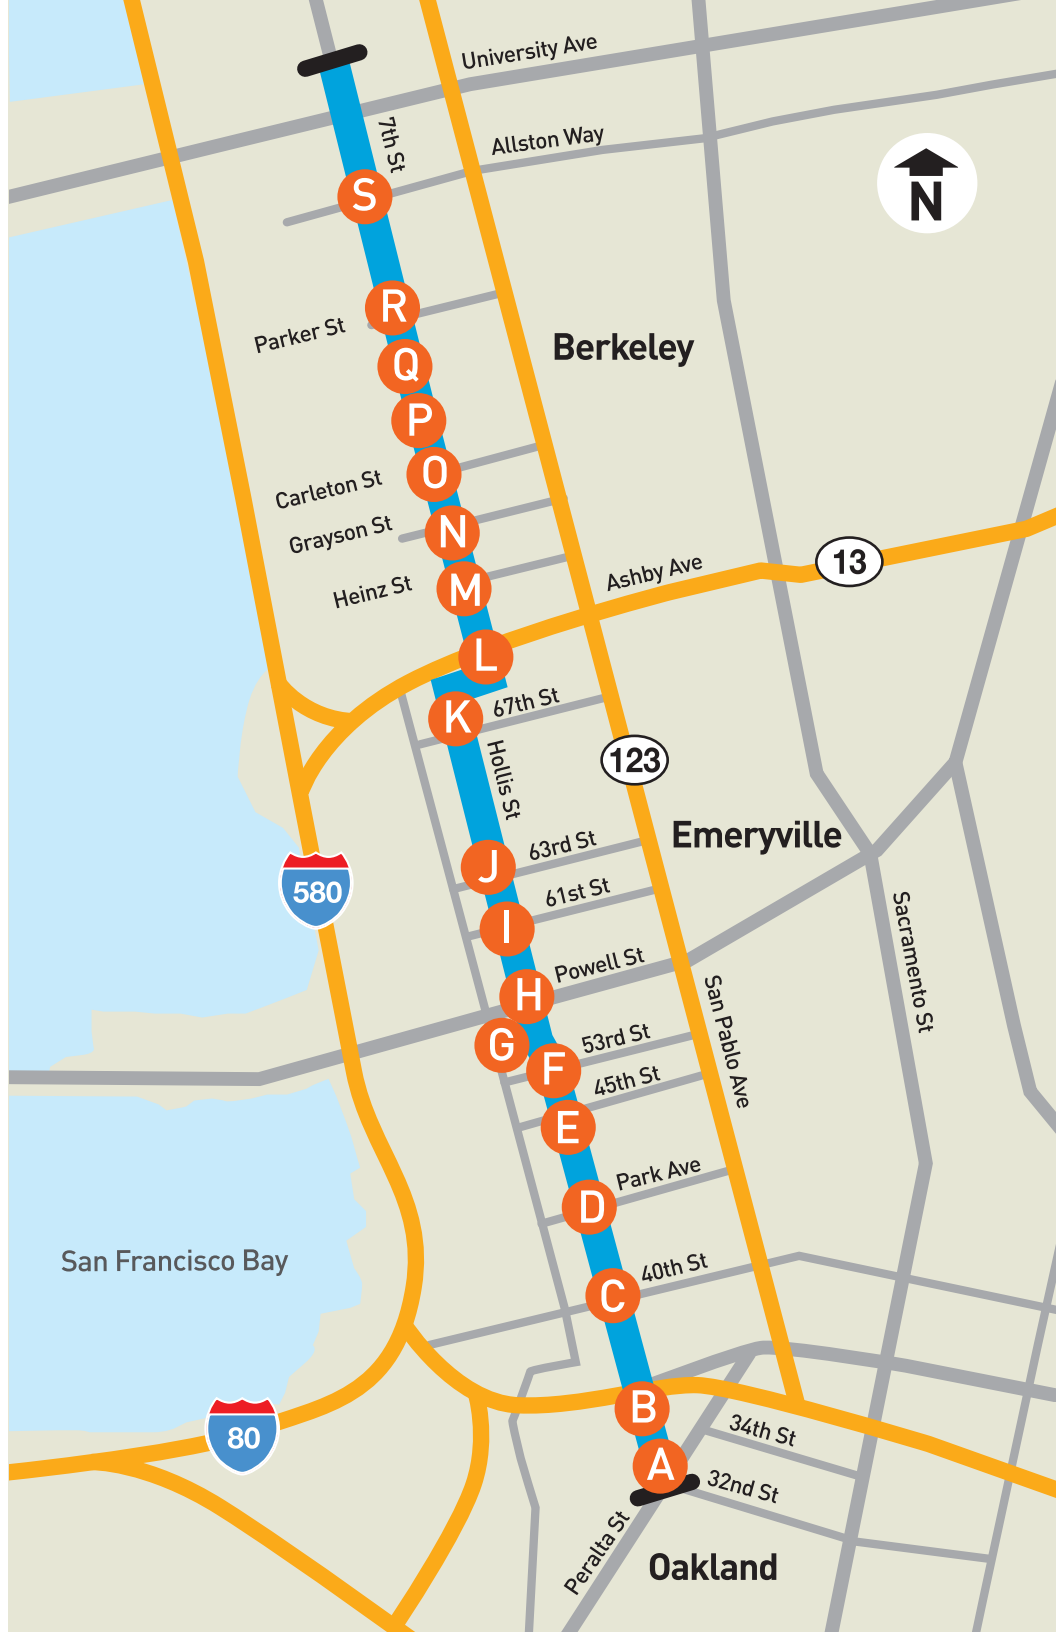 University Ave
7th St
Allston Way
S
N
R
Parker St
Berkeley
Q
P
O
Carleton St
Grayson St
N
Heinz St
M
Ashby Ave
13
L
67th St
K
Hollis St
123
63rd St
Emeryville
J
580
61st St
I
Sacramento St
Powell St
H
San Pablo Ave
G
53rd St
F
45th St
E
Park Ave
D
San Francisco Bay
40th St
C
B
80
34th St
A
32nd St
Peralta St
Oakland